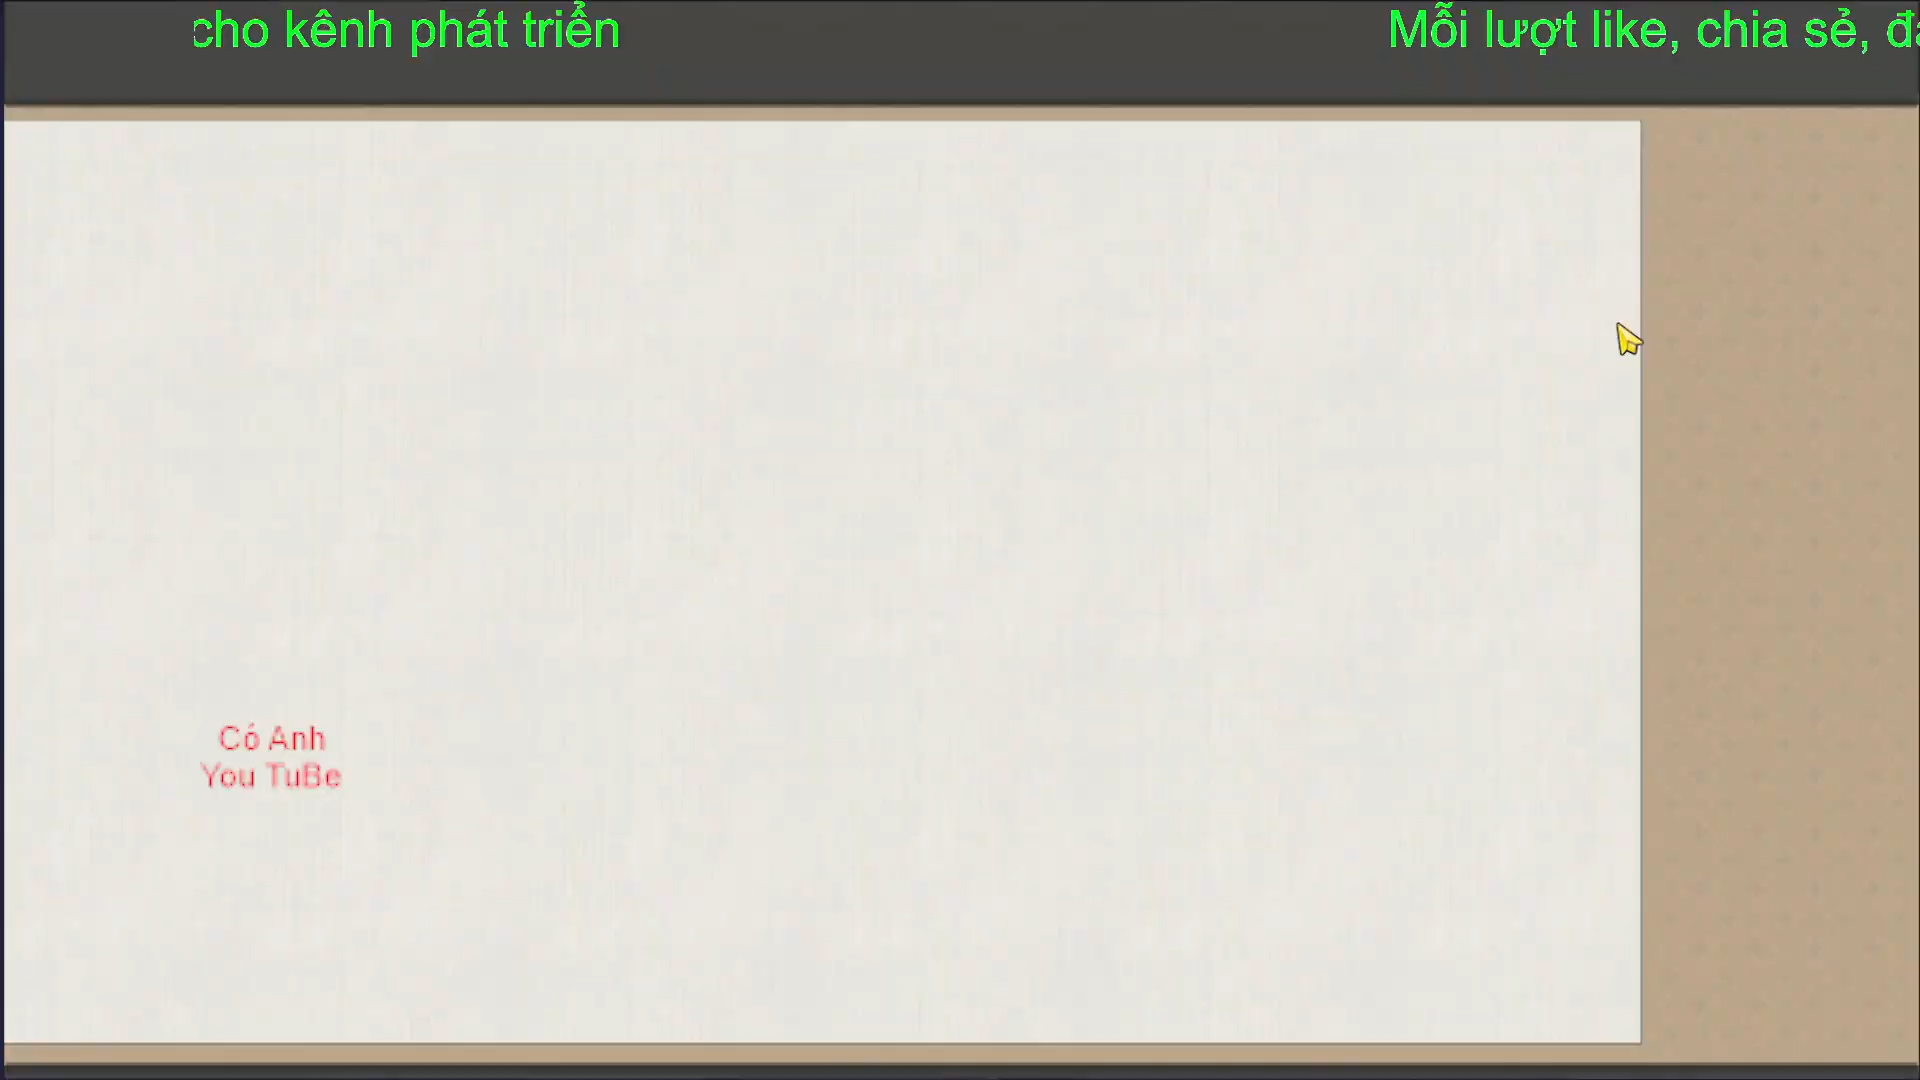 cho kênh phát triển
Mỗi lượt like, chia sẻ,
Có Anh
You TuBe